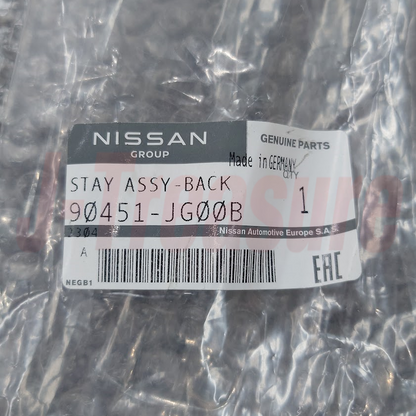 NISSAN
GROUP
GENUINE PARTS
Made in GERMANY
QTY
STAY ASSY-BACK
90451-JG00B
1
2304
Nissan Automotive Europe S.A.S
A
EAC
NEGB1
J-Treasure